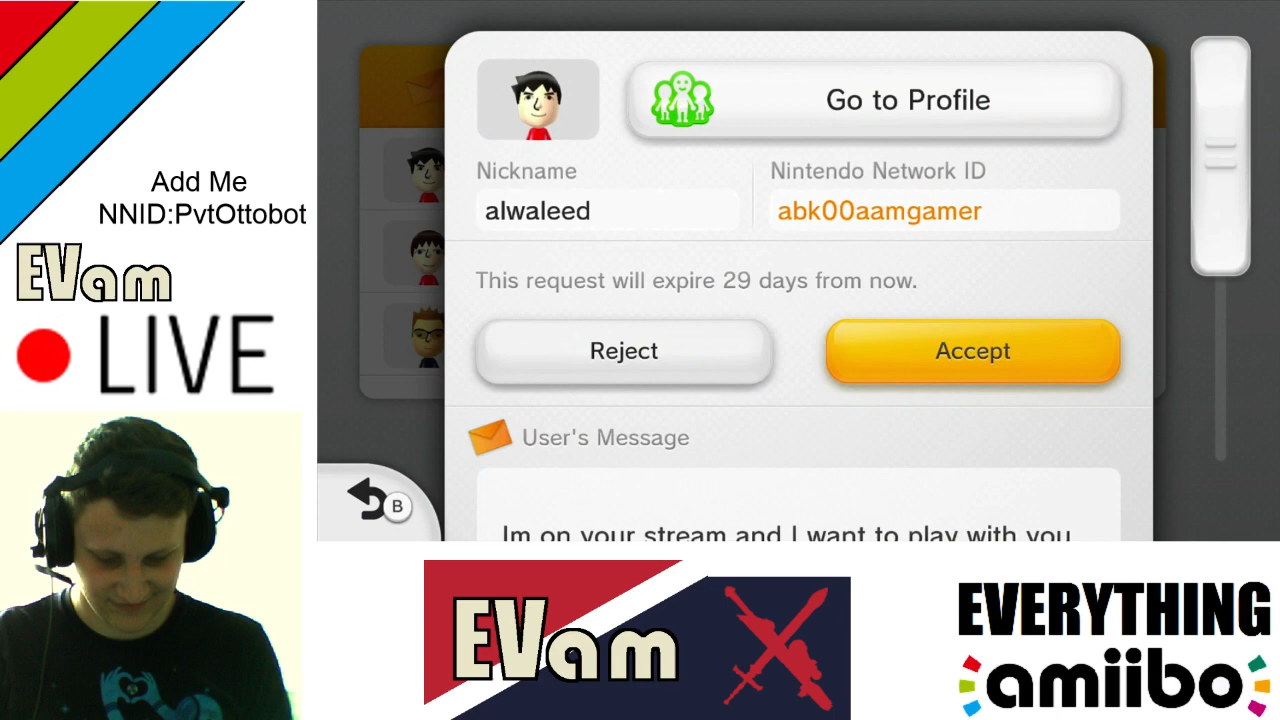 Add Me
NNID:PvtOttobot
EVam
LIVE
Go to Profile
Nickname
Nintendo Network ID
alwaleed
abk00aamgamer
This request will expire 29 days from now.
Reject
Accept
User's Message
Im on your stream and I want to play with you
B
EVam
EVERYTHING
amiibo